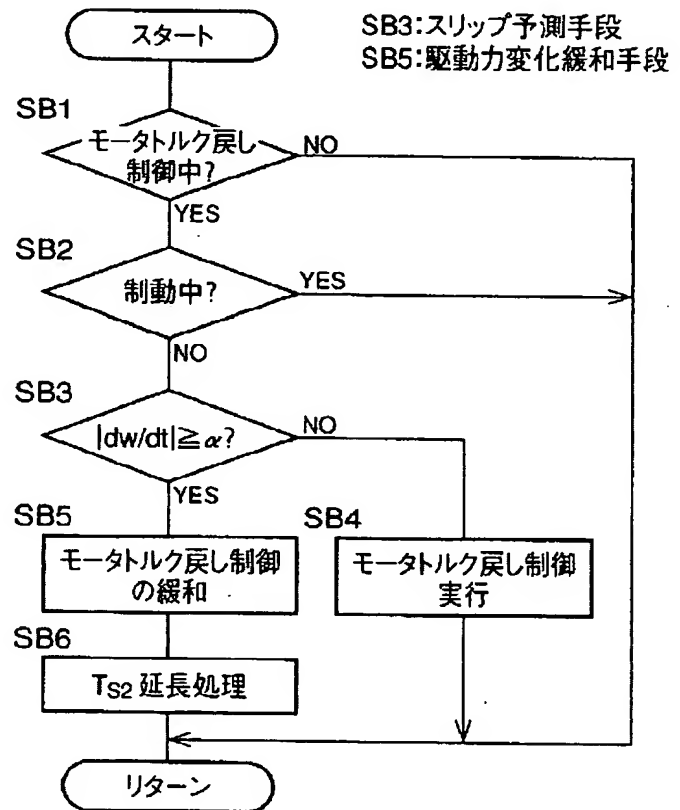 スタート
SB3:スリップ予測手段
SB5:駆動力変化緩和手段
SB1
モータトルク戻し
制御中?
NO
YES
SB2
制動中?
YES
NO
SB3
|dw/dt|≧α?
NO
YES
SB5
モータトルク戻し制御
の緩和
SB4
モータトルク戻し制御
実行
SB6
TS2 延長処理
リターン